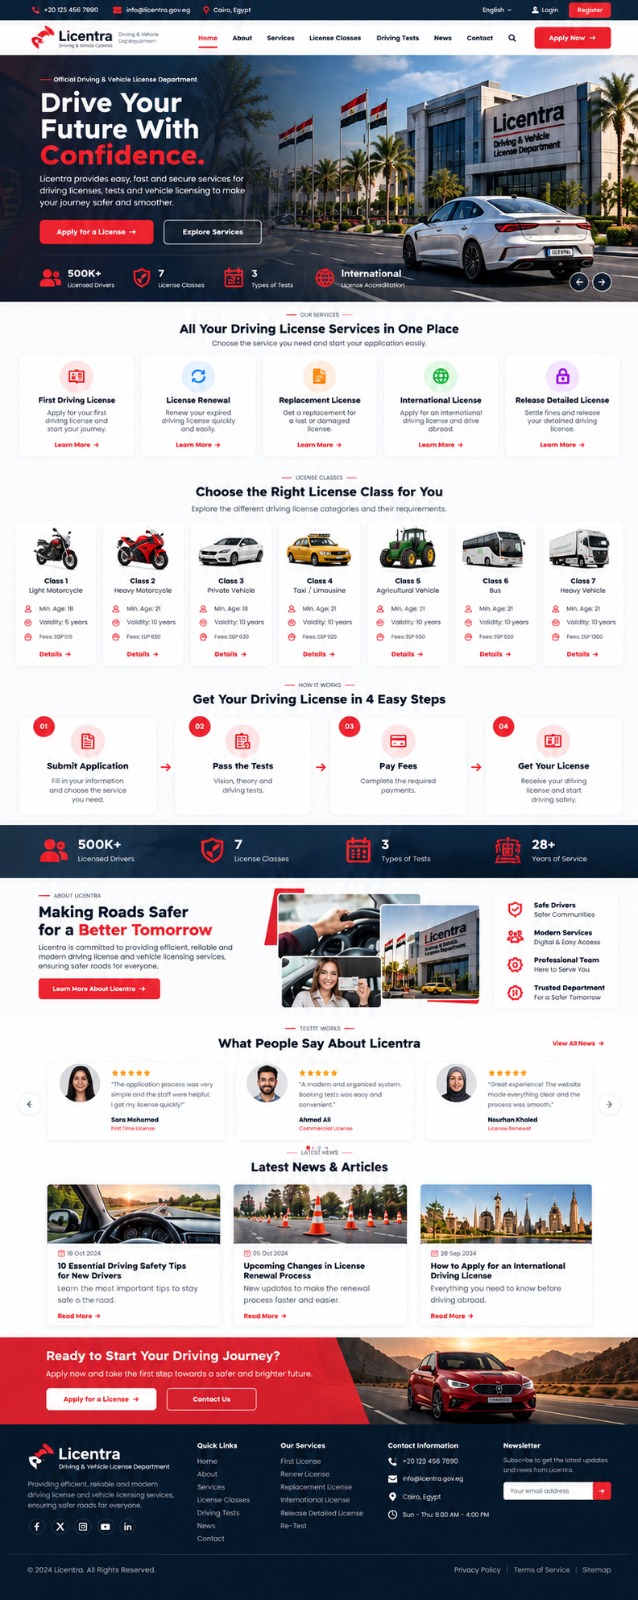 +20 125 456 7890
info@licentra.gov.eg
Cairo, Egypt
English
Login
Register
Licentra
Driving & Vehicle
Home
About
Services
License Classes
Driving Tests
News
Contact
Apply Now →
Official Driving & Vehicle License Department
Drive Your
Future With
Confidence.
Licentra provides easy, fast and secure services for
driving licenses, tests and vehicle licensing to make
your journey safer and smoother.
Apply for a License →
Explore Services
Licentra
Driving & Vehicle
License Department
500K+
Licensed Drivers
7
License Classes
3
Types of Tests
International
License Accreditation
OUR SERVICES
All Your Driving License Services in One Place
Choose the service you need and start your application easily.
First Driving License
Apply for your first
driving license and
start your journey.
Learn More →
License Renewal
Renew your expired
driving license quickly
and easily.
Learn More →
Replacement License
Get a replacement for
a lost or damaged
license.
Learn More →
International License
Apply for an international
driving license and drive
abroad.
Learn More →
Release Detailed License
Settle fines and release
your detained driving
license.
Learn More →
LICENSE CLASSES
Choose the Right License Class for You
Explore the different driving license categories and their requirements.
Class 1
Light Motorcycle
Min. Age: 18
Validity: 5 years
Fees: EGP 515
Details →
Class 2
Heavy Motorcycle
Min. Age: 21
Validity: 10 years
Fees: EGP 830
Details →
Class 3
Private Vehicle
Min. Age: 18
Validity: 10 years
Fees: EGP 630
Details →
Class 4
Taxi / Limousine
Min. Age: 21
Validity: 10 years
Fees: EGP 920
Details →
Class 5
Agricultural Vehicle
Min. Age: 21
Validity: 10 years
Fees: EGP 550
Details →
Class 6
Bus
Min. Age: 21
Validity: 10 years
Fees: EGP 620
Details →
Class 7
Heavy Vehicle
Min. Age: 21
Validity: 10 years
Fees: EGP 1300
Details →
HOW IT WORKS
Get Your Driving License in 4 Easy Steps
01
Submit Application
Fill in your information
and choose the service
you need.
02
Pass the Tests
Vision, theory and
driving tests.
03
Pay Fees
Complete the required
payments.
04
Get Your License
Receive your driving
license and start
driving safely.
500K+
Licensed Drivers
7
License Classes
3
Types of Tests
28+
Years of Service
ABOUT LICENTRA
Making Roads Safer
for a Better Tomorrow
Licentra is committed to providing efficient, reliable and
modern driving license and vehicle licensing services,
ensuring safer roads for everyone.
Learn More About Licentra →
Licentra
Safe Drivers
Safer Communities
Modern Services
Digital & Easy Access
Professional Team
Here to Serve You
Trusted Department
For a Safer Tomorrow
TESTIT WORKS
What People Say About Licentra
View All News →
"The application process was very
simple and the staff were helpful.
I got my license quickly!"
Sara Mohamed
First Time License
"A modern and organized system.
Booking tests was easy and
convenient."
Ahmed Ali
Commercial License
"Great experience! The website
made everything clear and the
process was smooth."
Nourhan Khaled
License Renewal
LATEST NEWS
Latest News & Articles
18 Oct 2024
10 Essential Driving Safety Tips
for New Drivers
Learn the most important tips to stay
safe o the road.
Read More →
05 Oct 2024
Upcoming Changes in License
Renewal Process
New updates to make the renewal
process faster and easier.
Read More →
28 Sep 2024
How to Apply for an International
Driving License
Everything you need to know before
driving abroad.
Read More →
Ready to Start Your Driving Journey?
Apply now and take the first step towards a safer and brighter future.
Apply for a License →
Contact Us
Licentra
Driving & Vehicle License Department
Providing efficient, reliable and modern
driving license and vehicle licensing services,
ensuring safer roads for everyone.
Quick Links
Home
About
Services
License Classes
Driving Tests
News
Contact
Our Services
First License
Renew License
Replacement License
International License
Release Detailed License
Re-Test
Contact Information
+20 123 456 7890
info@licentra.gov.eg
Cairo, Egypt
Sun - Thu: 8:00 AM - 4:00 PM
Newsletter
Subscribe to get the latest updates
and news from Licentra.
Your email address
© 2024 Licentra. All Rights Reserved.
Privacy Policy | Terms of Service | Sitemap